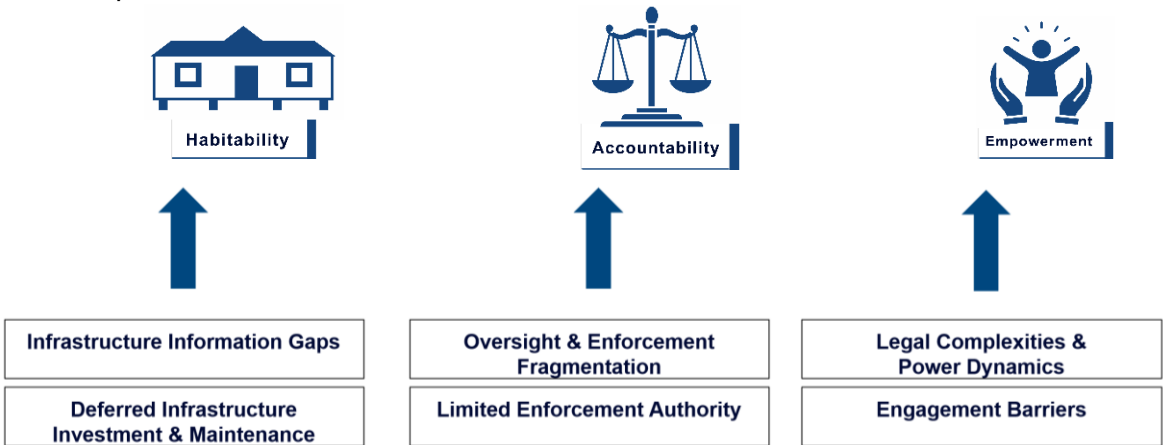 Habitability
Accountability
Empowerment
Infrastructure Information Gaps
Oversight & Enforcement
Fragmentation
Legal Complexities &
Power Dynamics
Deferred Infrastructure
Investment & Maintenance
Limited Enforcement Authority
Engagement Barriers